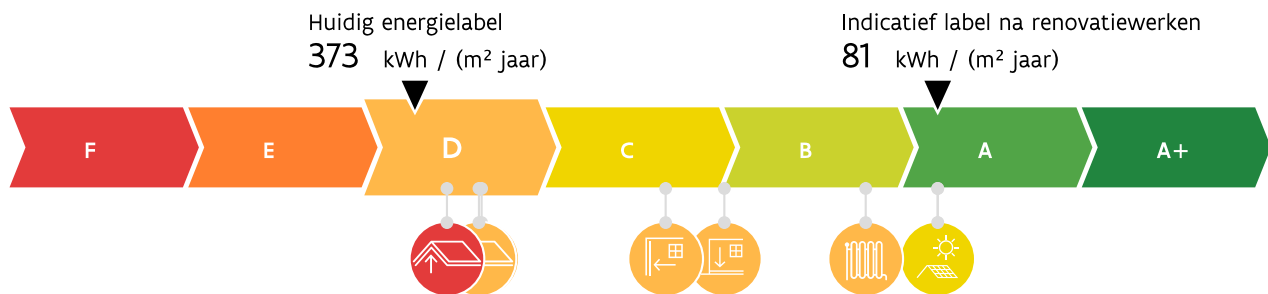 Huidig energielabel
373 kWh / (m² jaar)
Indicatief label na renovatiewerken
81 kWh / (m² jaar)
F E D C B A A+